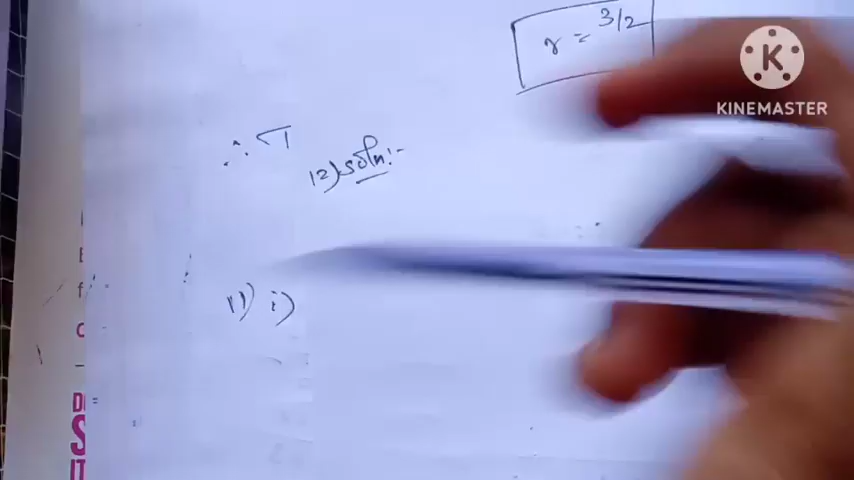 r = 3/2
KINEMASTER
12) soln:-
11) i)